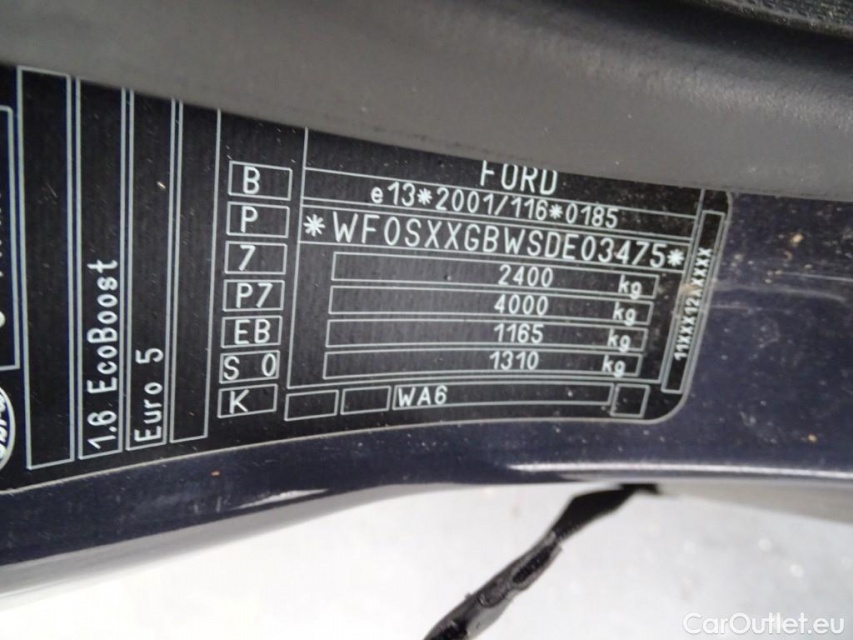 FORD
e13*2001/116*0185
*WF0SXXGBWSDE03475*
2400 kg
4000 kg
1165 kg
1310 kg
WA6
B
P
7
P7
EB
S 0
K
1.6 EcoBoost
Euro 5
CarOutlet.eu